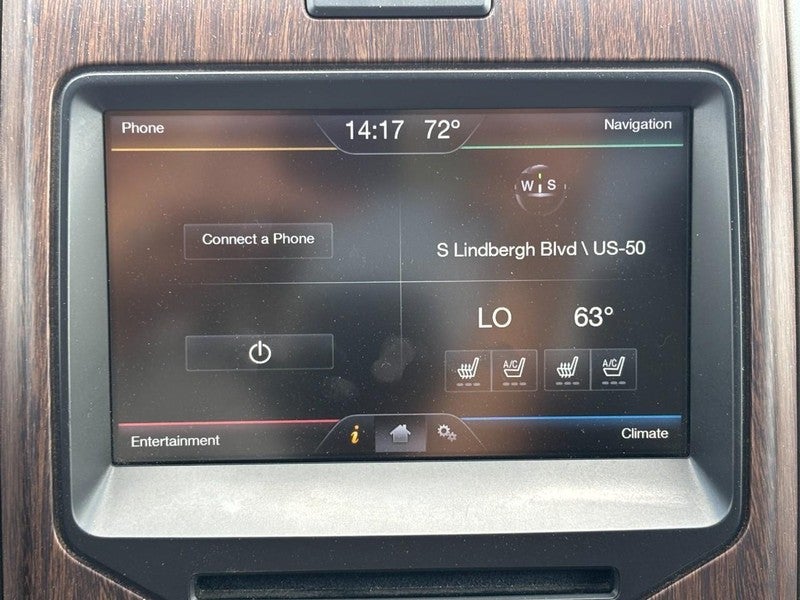 Phone
14:17 72°
Navigation
W S
Connect a Phone
S Lindbergh Blvd \ US-50
LO 63°
A/C A/C
Entertainment
i
Climate